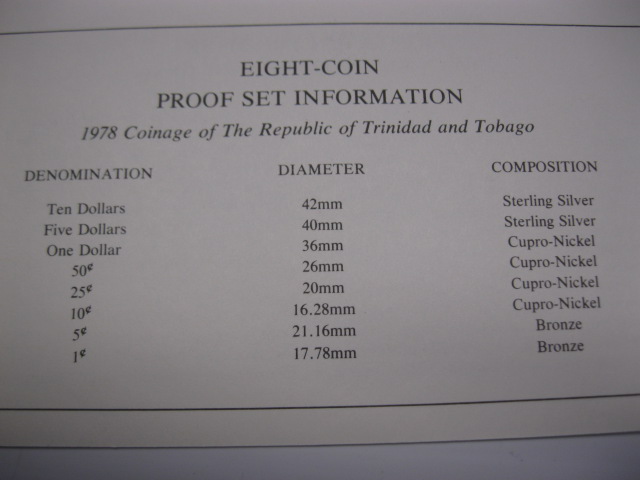 EIGHT-COIN
PROOF SET INFORMATION
1978 Coinage of The Republic of Trinidad and Tobago
DENOMINATION DIAMETER COMPOSITION
Ten Dollars 42mm Sterling Silver
Five Dollars 40mm Sterling Silver
One Dollar 36mm Cupro-Nickel
50¢ 26mm Cupro-Nickel
25¢ 20mm Cupro-Nickel
10¢ 16.28mm Cupro-Nickel
5¢ 21.16mm Bronze
1¢ 17.78mm Bronze